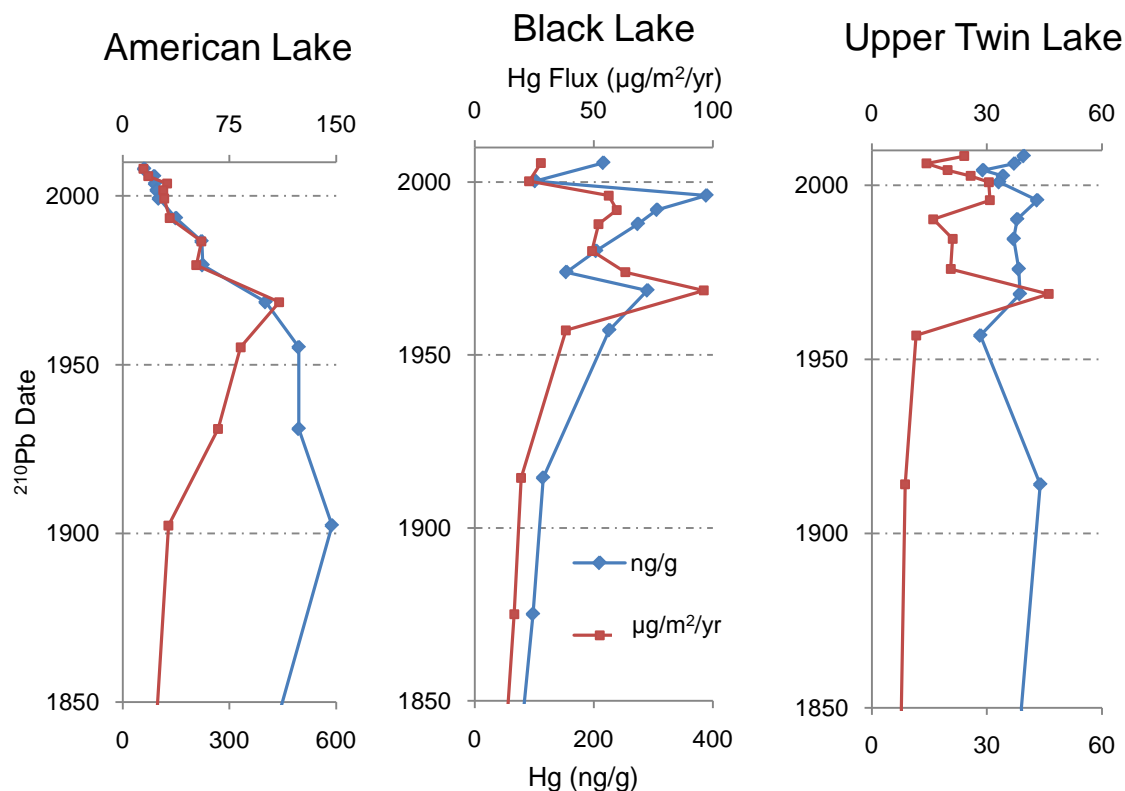 American Lake
Black Lake
Upper Twin Lake
Hg Flux (µg/m²/yr)
0 75 150
0 50 100
0 30 60
2000
1950
1900
1850
2000
1950
1900
1850
2000
1950
1900
1850
²¹⁰Pb Date
ng/g
µg/m²/yr
0 300 600
0 200 400
0 30 60
Hg (ng/g)